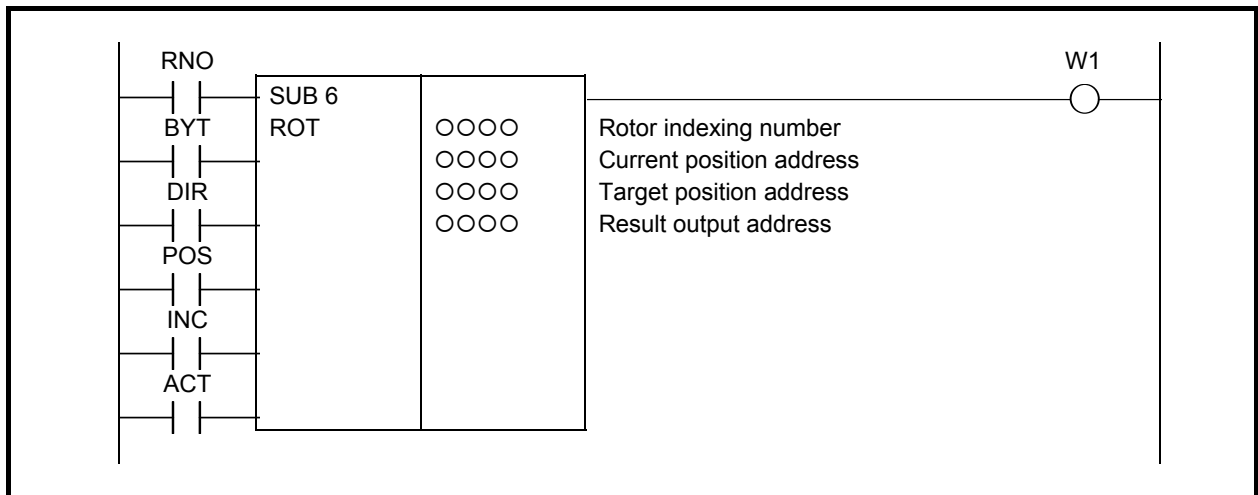 RNO W1
SUB 6
BYT ROT ○○○○ Rotor indexing number
○○○○ Current position address
DIR ○○○○ Target position address
○○○○ Result output address
POS
INC
ACT